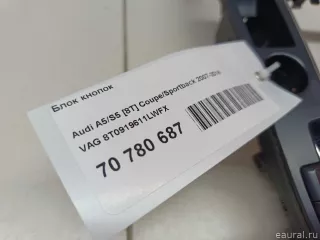 Блок кнопок
Audi A5/S5 [8T] Coupe/Sportback 2007-2016
VAG 8T0919611LWFX
70 780 687
eaural.ru